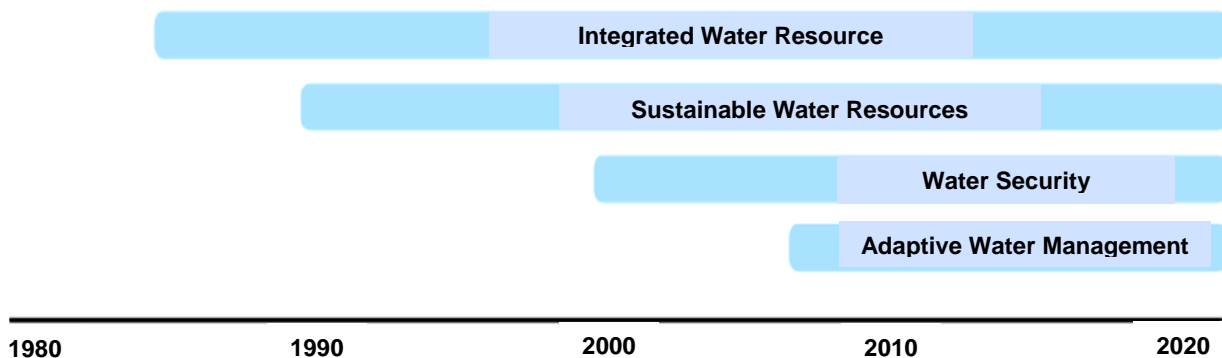 Integrated Water Resource
Sustainable Water Resources
Water Security
Adaptive Water Management
1980 1990 2000 2010 2020